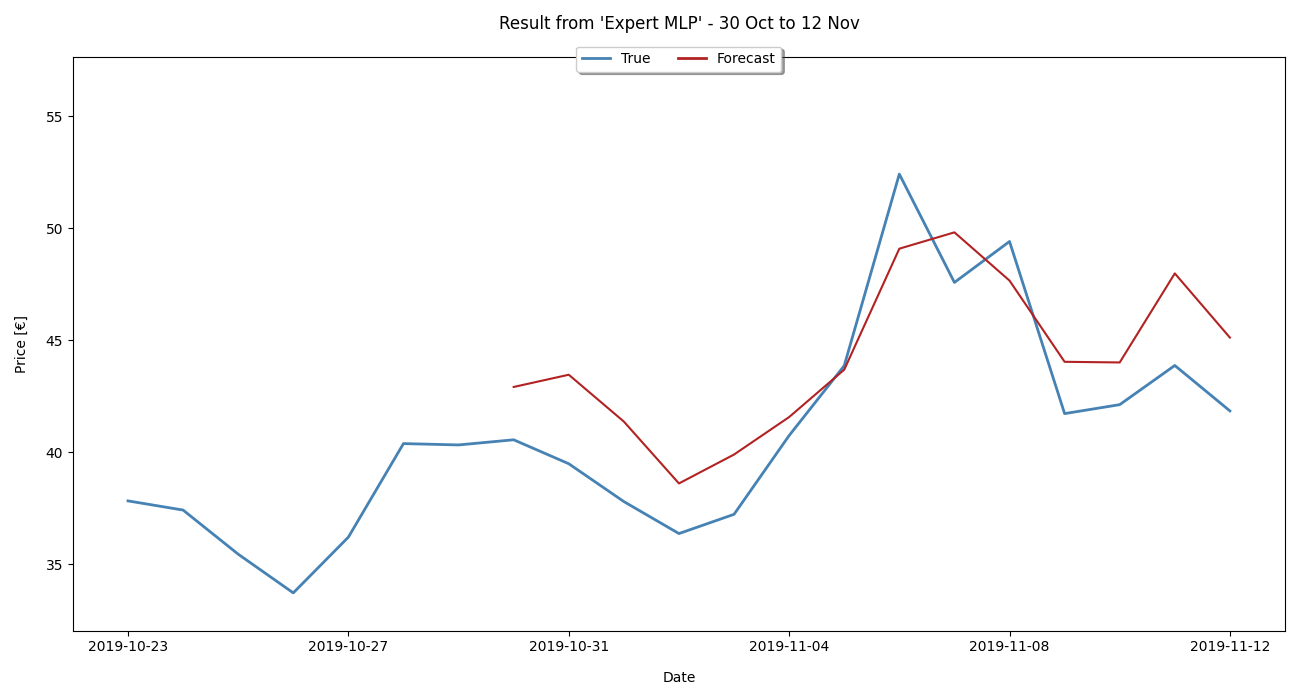 Result from 'Expert MLP' - 30 Oct to 12 Nov
True Forecast
55
50
45
40
35
Price [€]
2019-10-23 2019-10-27 2019-10-31 2019-11-04 2019-11-08 2019-11-12
Date